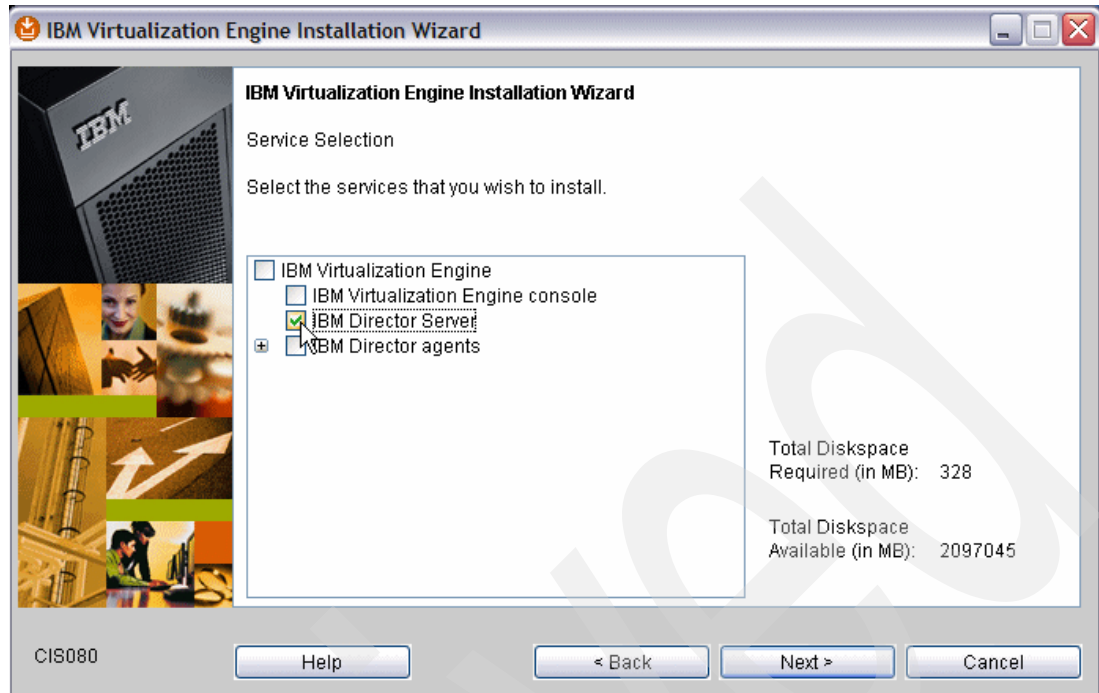 IBM Virtualization Engine Installation Wizard
IBM
IBM Virtualization Engine Installation Wizard
Service Selection
Select the services that you wish to install.
IBM Virtualization Engine
IBM Virtualization Engine console
IBM Director Server
IBM Director agents
Total Diskspace
Required (in MB): 328
Total Diskspace
Available (in MB): 2097045
CIS080
Help
< Back
Next >
Cancel